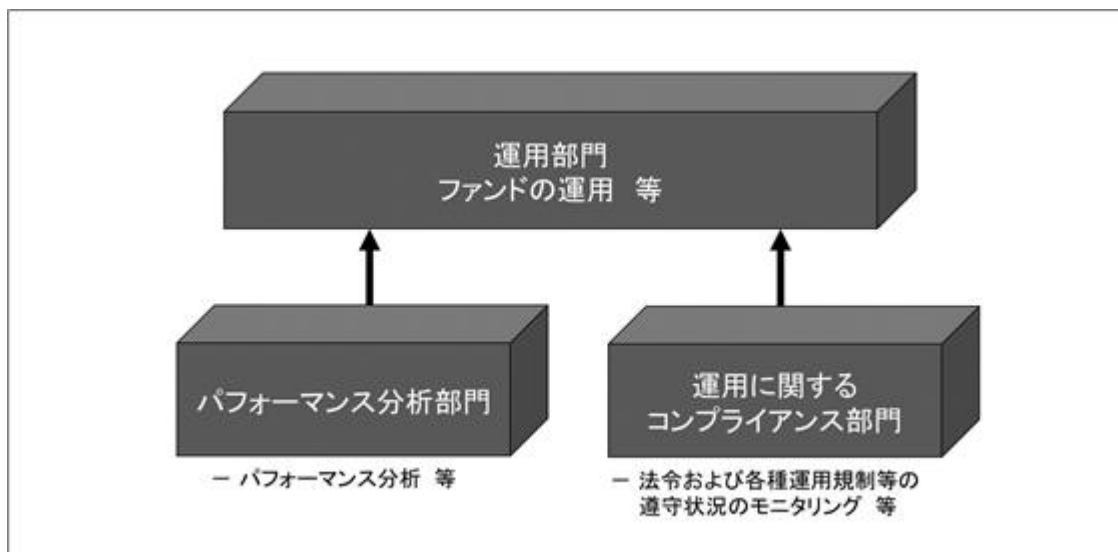 運用部門
ファンドの運用 等
パフォーマンス分析部門
－ パフォーマンス分析 等
運用に関する
コンプライアンス部門
－ 法令および各種運用規制等の
遵守状況のモニタリング 等